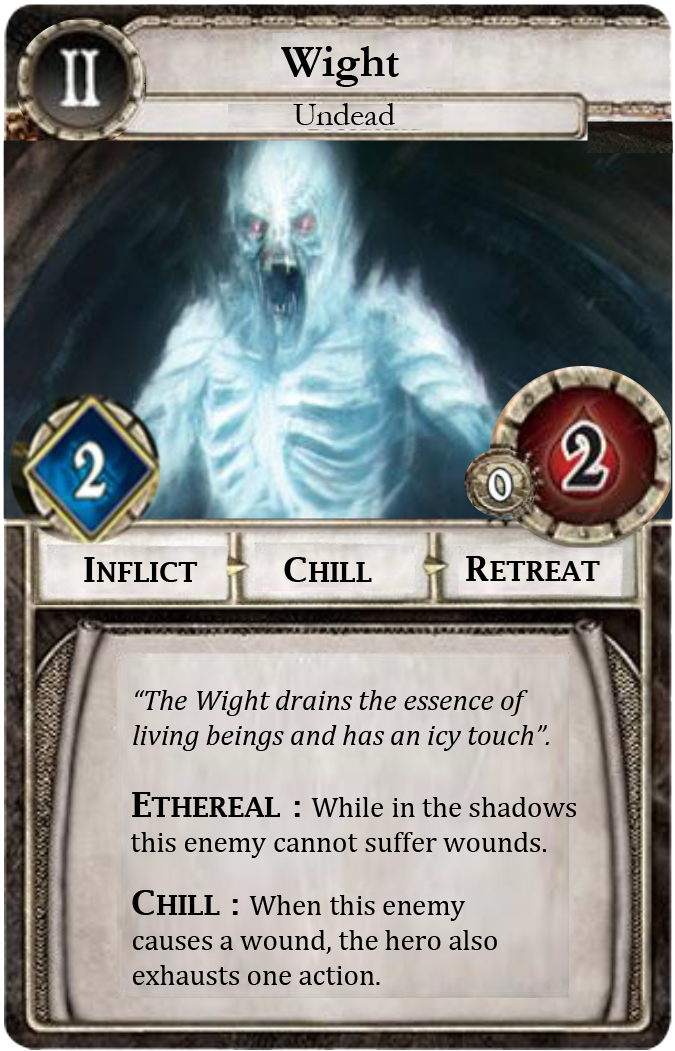 II
Wight
Undead
2
0
2
INFLICT
CHILL
RETREAT
“The Wight drains the essence of
living beings and has an icy touch”.
ETHEREAL : While in the shadows
this enemy cannot suffer wounds.
CHILL : When this enemy
causes a wound, the hero also
exhausts one action.